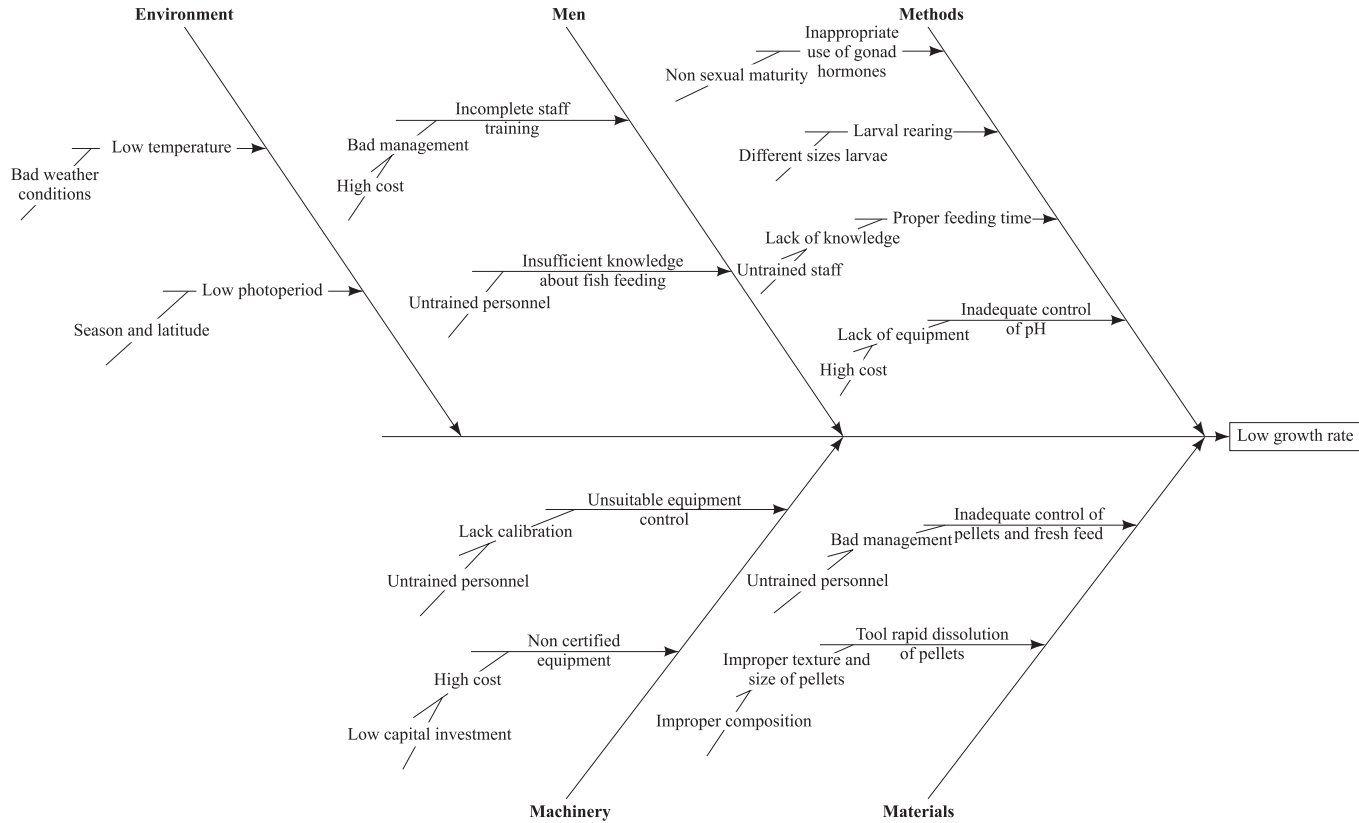 Environment
Men
Methods
Inappropriate
use of gonad
hormones
Non sexual maturity
Incomplete staff
training
Bad management
High cost
Low temperature
Bad weather
conditions
Larval rearing
Different sizes larvae
Proper feeding time
Lack of knowledge
Untrained staff
Insufficient knowledge
about fish feeding
Untrained personnel
Low photoperiod
Season and latitude
Inadequate control
of pH
Lack of equipment
High cost
Low growth rate
Unsuitable equipment
control
Lack calibration
Untrained personnel
Inadequate control of
pellets and fresh feed
Bad management
Untrained personnel
Non certified
equipment
High cost
Low capital investment
Tool rapid dissolution
of pellets
Improper texture and
size of pellets
Improper composition
Machinery
Materials